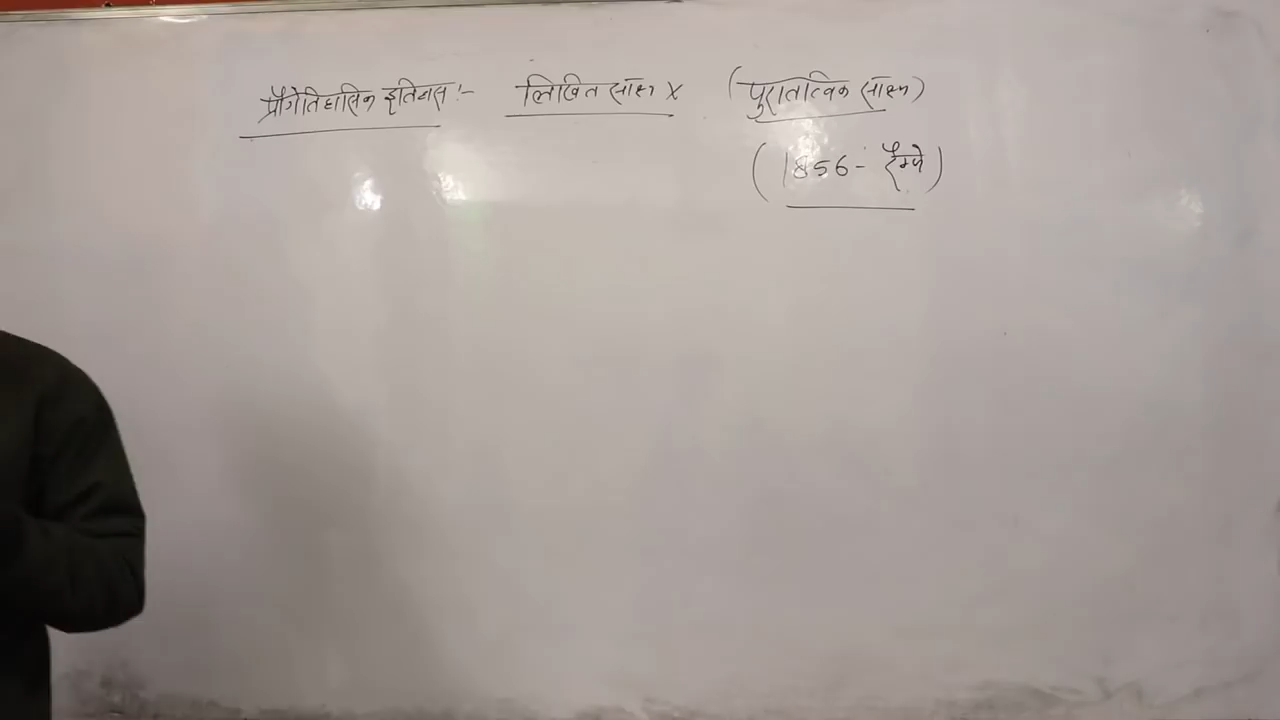 प्रौगेतिहासिक इतिहास :- लिखित साक्ष्य X (पुरातात्विक साक्ष्य)
(1856 - हैम्पे)